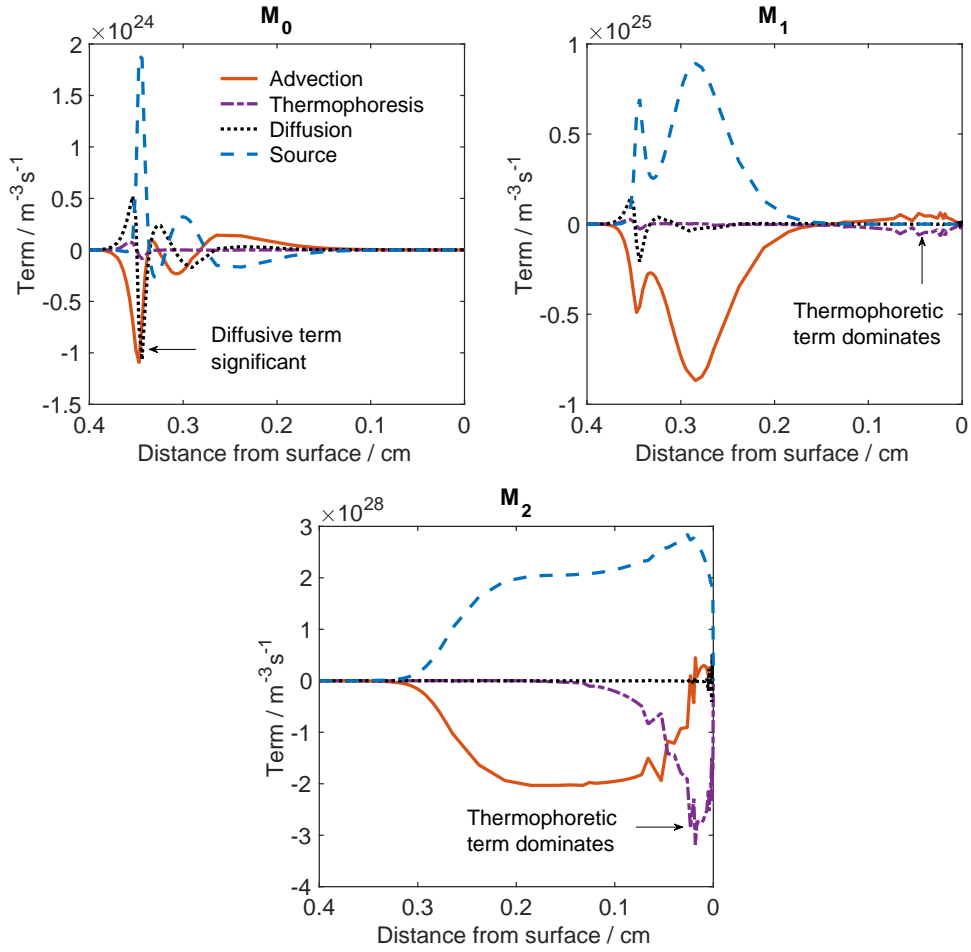 M0
×10^24
2
1.5
1
0.5
0
-0.5
-1
-1.5
Term / m^-3s^-1
Advection
Thermophoresis
Diffusion
Source
Diffusive term
significant
0.4
0.3
0.2
0.1
0
Distance from surface / cm
M1
×10^25
1
0.5
0
-0.5
-1
Term / m^-3s^-1
Thermophoretic
term dominates
0.4
0.3
0.2
0.1
0
Distance from surface / cm
M2
×10^28
3
2
1
0
-1
-2
-3
-4
Term / m^-3s^-1
Thermophoretic
term dominates
0.4
0.3
0.2
0.1
0
Distance from surface / cm